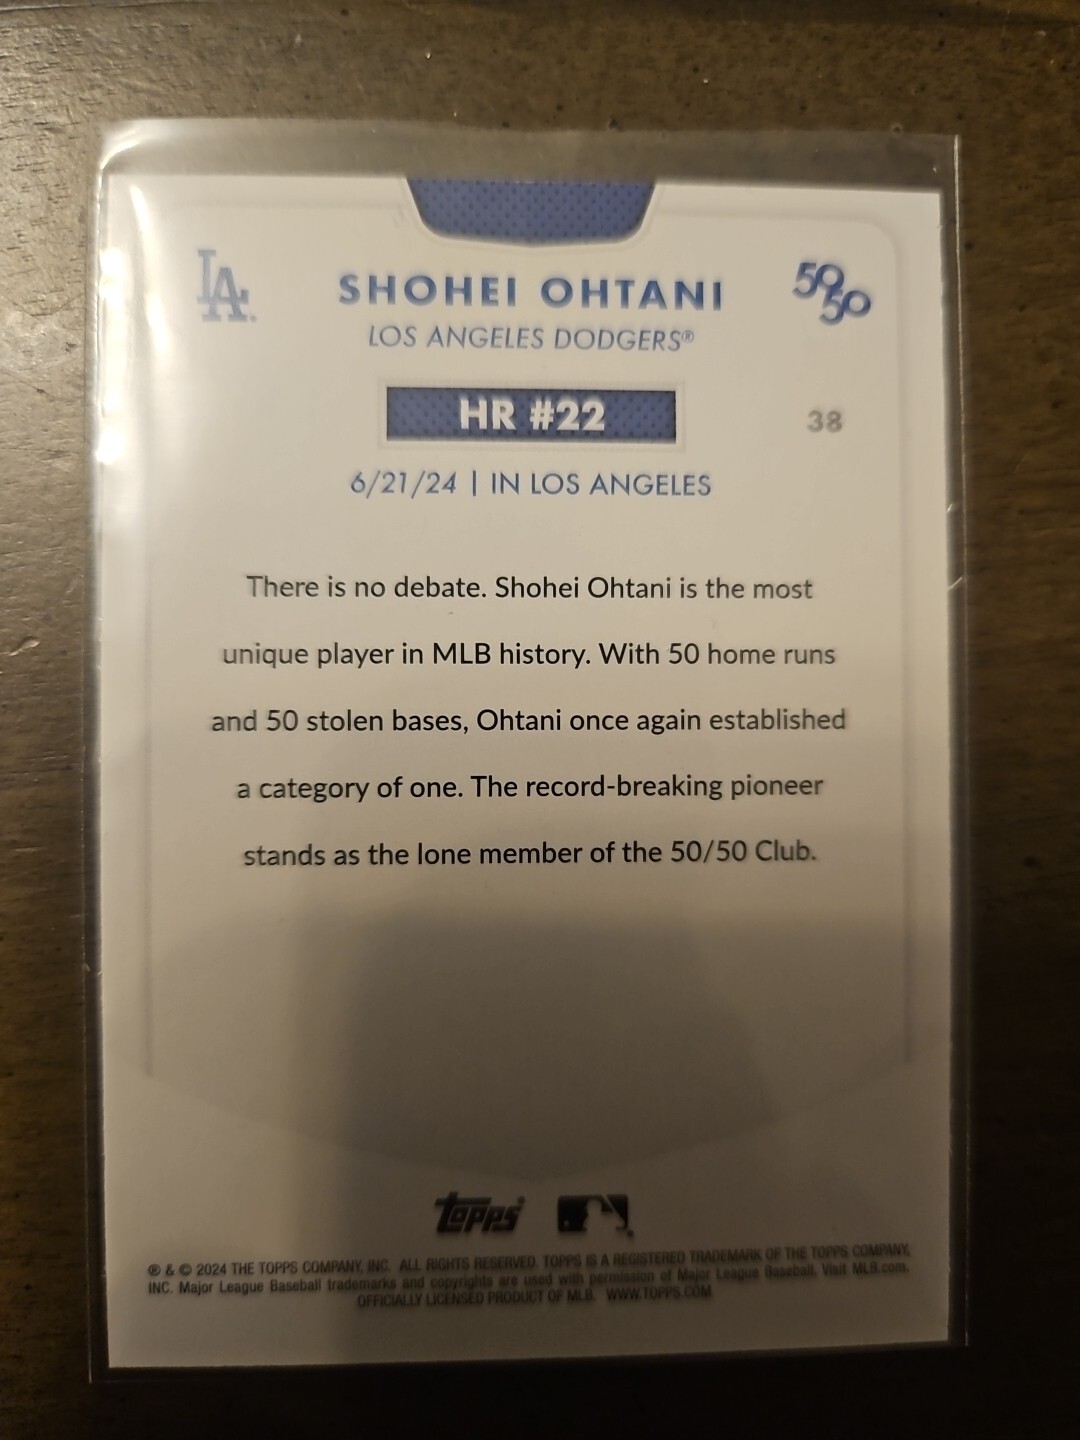 LA
SHOHEI OHTANI
50/50
LOS ANGELES DODGERS®
HR #22
38
6/21/24 | IN LOS ANGELES
There is no debate. Shohei Ohtani is the most
unique player in MLB history. With 50 home runs
and 50 stolen bases, Ohtani once again established
a category of one. The record-breaking pioneer
stands as the lone member of the 50/50 Club.
topps
® & © 2024 THE TOPPS COMPANY, INC. ALL RIGHTS RESERVED. TOPPS IS A REGISTERED TRADEMARK OF THE TOPPS COMPANY,
INC. Major League Baseball trademarks and copyrights are used with permission of Major League Baseball. Visit MLB.com.
OFFICIALLY LICENSED PRODUCT OF MLB. WWW.TOPPS.COM